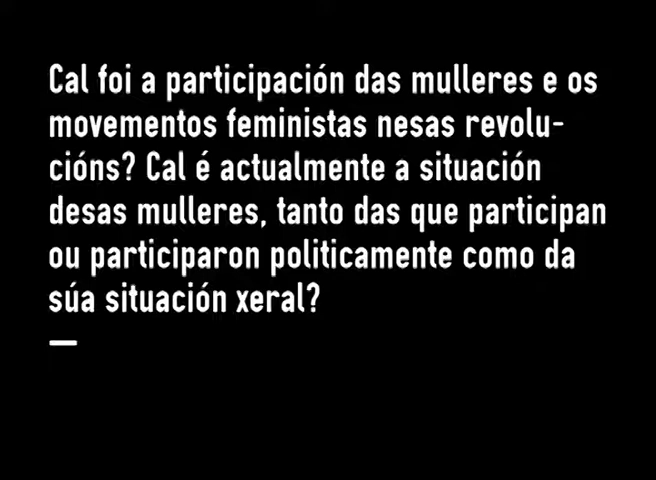 Cal foi a participación das mulleres e os
movementos feministas nesas revolu-
cións? Cal é actualmente a situación
desas mulleres, tanto das que participan
ou participaron politicamente como da
súa situación xeral?